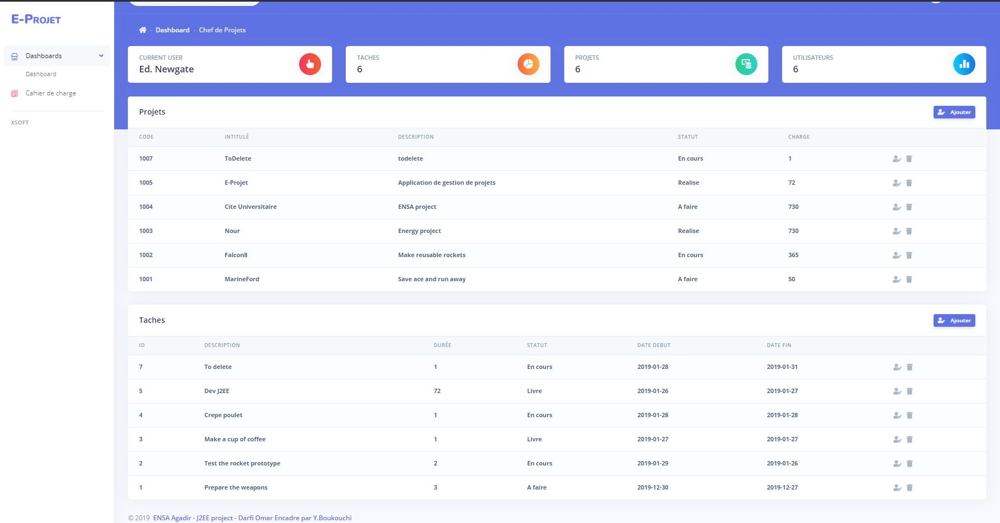 E-Projet
Dashboards
Dashboard
Cahier de charge
XSOFT
- Dashboard - Chef de Projets
CURRENT USER
Ed. Newgate
TACHES
6
PROJETS
6
UTILISATEURS
6
Projets
Ajouter
CODE INTITULÉ DESCRIPTION STATUT CHARGE
1007 ToDelete todelete En cours 1
1005 E-Projet Application de gestion de projets Realise 72
1004 Cite Universitaire ENSA project A faire 730
1003 Nour Energy project Realise 730
1002 Falcon8 Make reusable rockets En cours 365
1001 MarineFord Save ace and run away A faire 50
Taches
Ajouter
ID DESCRIPTION DURÉE STATUT DATE DEBUT DATE FIN
7 To delete 1 En cours 2019-01-28 2019-01-31
5 Dev J2EE 72 Livre 2019-01-26 2019-01-27
4 Crepe poulet 1 En cours 2019-01-28 2019-01-28
3 Make a cup of coffee 1 Livre 2019-01-27 2019-01-27
2 Test the rocket prototype 2 En cours 2019-01-29 2019-01-26
1 Prepare the weapons 3 A faire 2019-12-30 2019-12-27
© 2019 ENSA Agadir - J2EE project - Darfi Omar Encadre par Y.Boukouchi